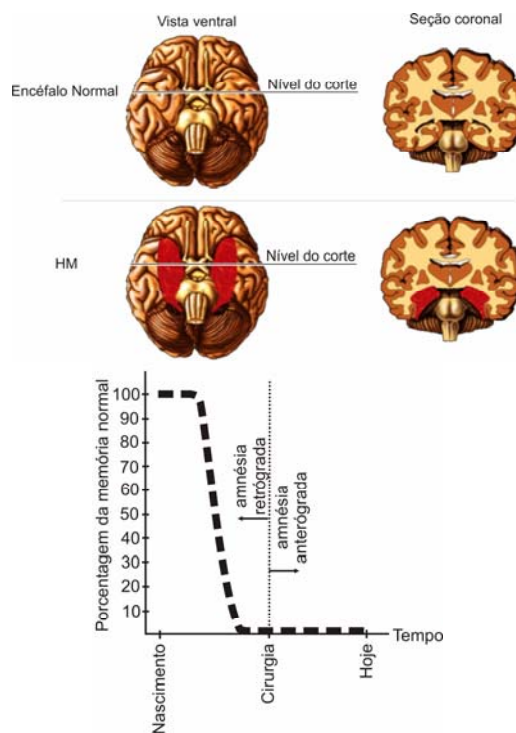 Vista ventral
Seção coronal
Encéfalo Normal
Nível do corte
HM
Nível do corte
Porcentagem da memória normal
100
90
80
70
60
50
40
30
20
10
amnésia
retrógrada
amnésia
anterógrada
Tempo
Nascimento
Cirurgia
Hoje